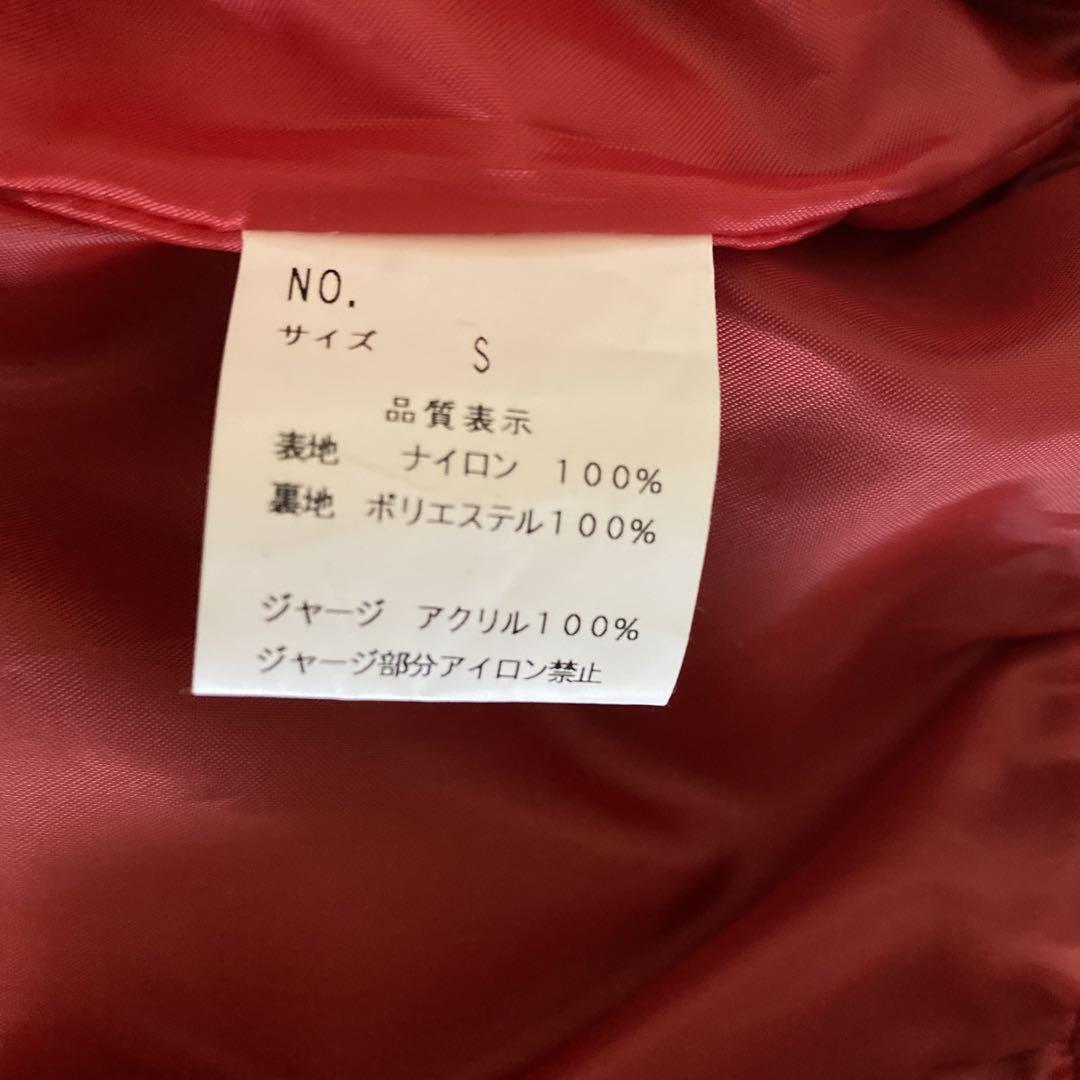 NO.
サイズ S
品質表示
表地 ナイロン 100%
裏地 ポリエステル100%
ジャージ アクリル100%
ジャージ部分アイロン禁止